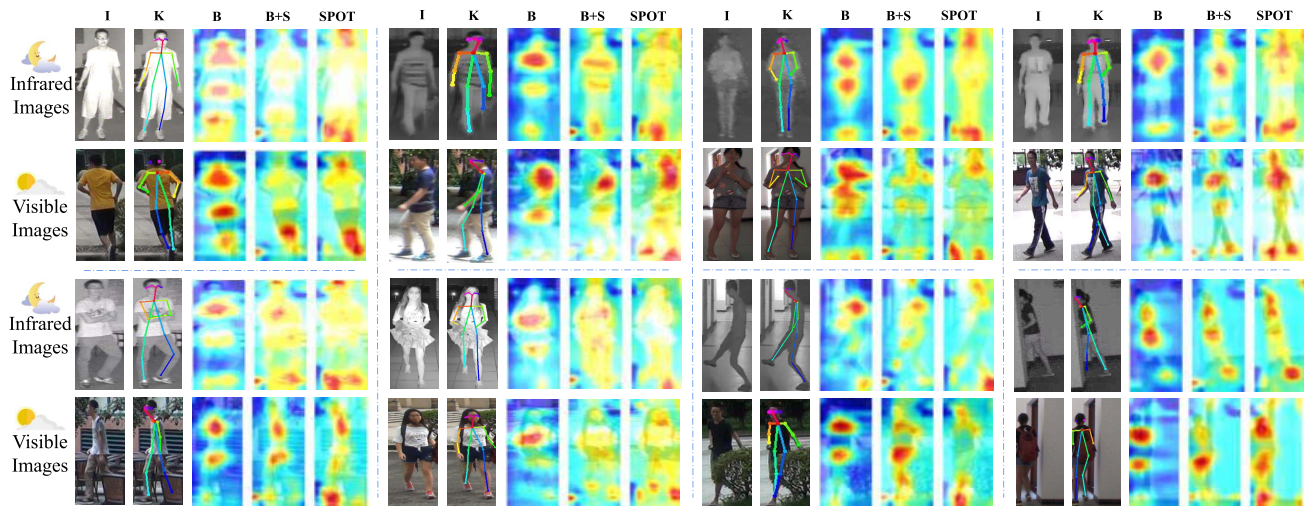 I K B B+S SPOT I K B B+S SPOT I K B B+S SPOT I K B B+S SPOT
Infrared
Images
Visible
Images
Infrared
Images
Visible
Images